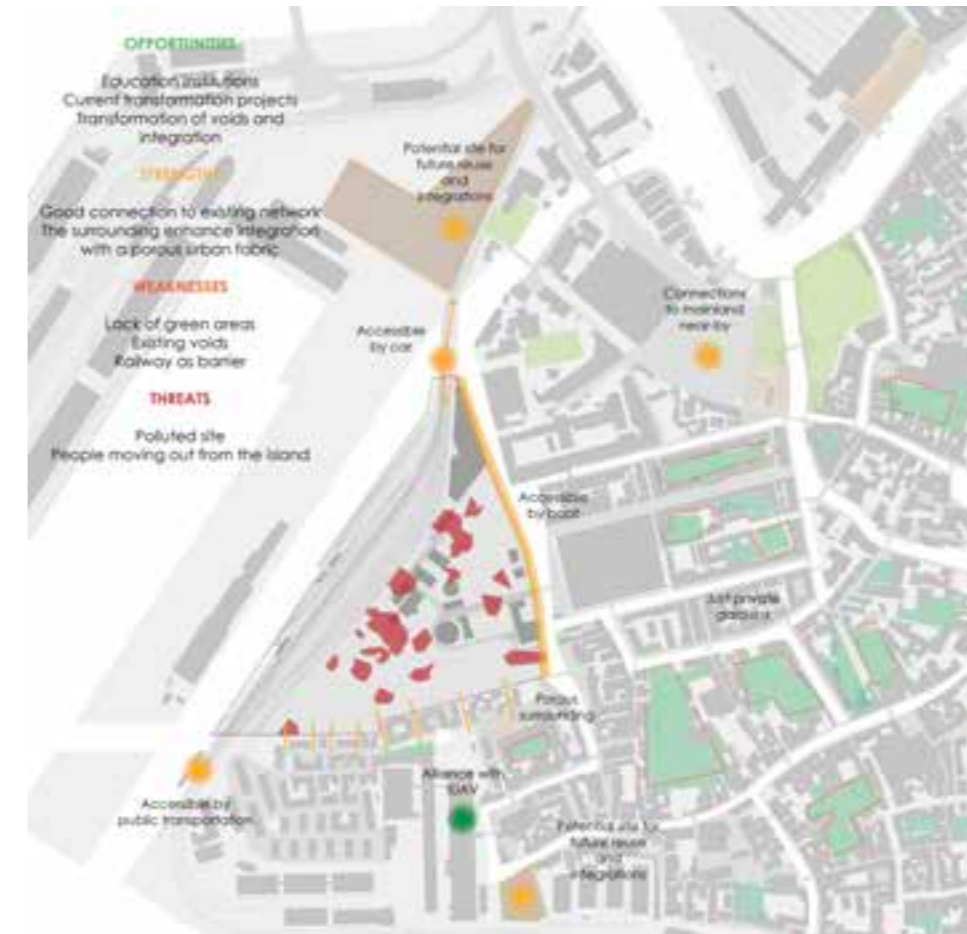 OPPORTUNITIES
Education institutions
Current transformation projects
Transformation of voids and
integration
STRENGHT
Good connection to existing network
The surrounding enhance integration
with a porous urban fabric
WEAKNESSES
Lack of green areas
Existing voids
Railway as barrier
THREATS
Polluted site
People moving out from the island
Potential site for
future reuse
and
integrations
Accessible
by car
Connections
to mainland
near by
Accessible
by boat
Just private
gardens
Porous
surrounding
Alliance with
IUAV
Accessible by
public transportation
Potential site for
future reuse
and
integrations